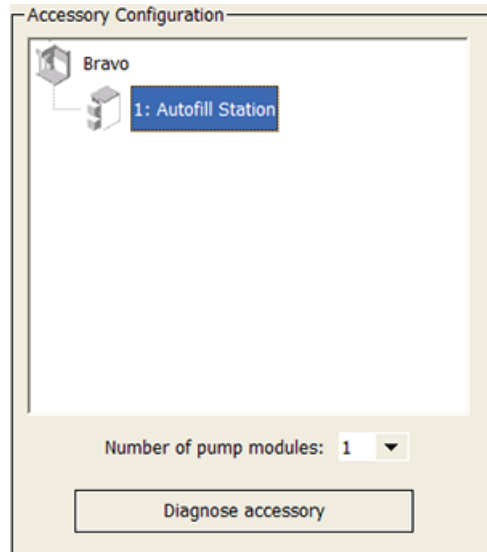 Accessory Configuration
Bravo
1: Autofill Station
Number of pump modules: 1
Diagnose accessory